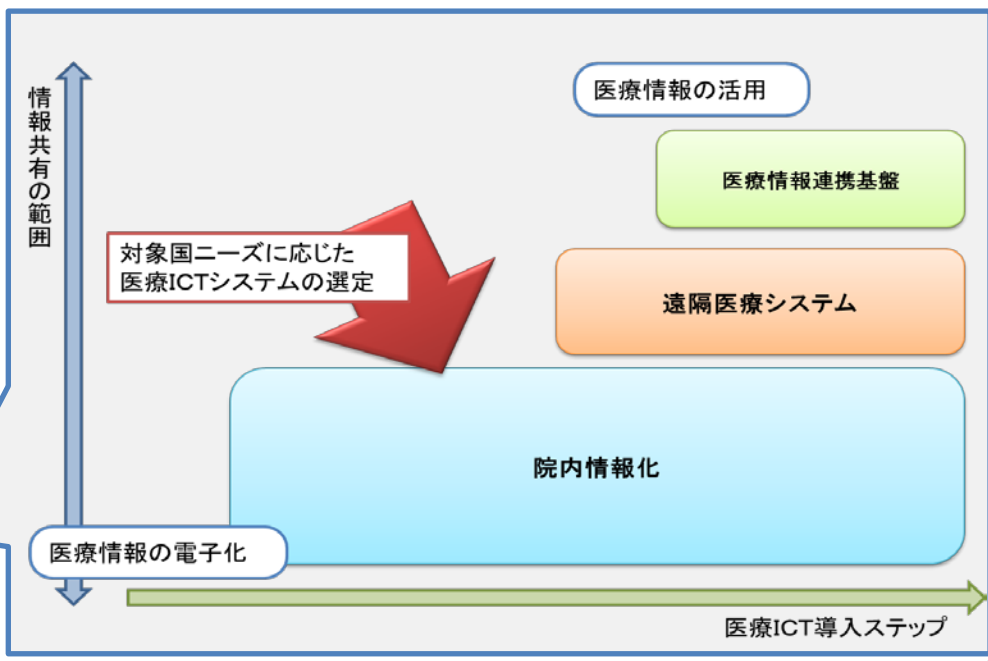 情報共有の範囲
医療情報の活用
医療情報連携基盤
対象国ニーズに応じた
医療ICTシステムの選定
遠隔医療システム
院内情報化
医療情報の電子化
医療ICT導入ステップ